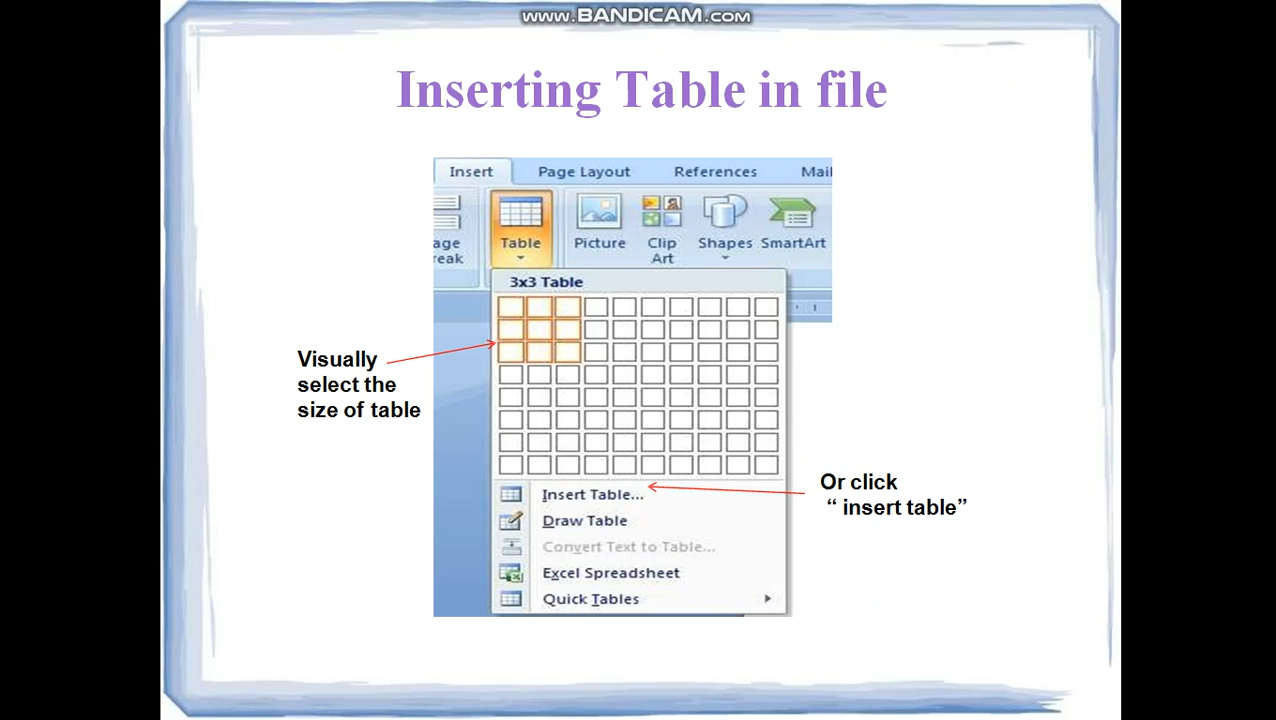 www.BANDICAM.com
Inserting Table in file
Insert Page Layout References Mail
age
reak
Table Picture Clip
Art
Shapes SmartArt
3x3 Table
Visually
select the
size of table
Insert Table...
Draw Table
Convert Text to Table...
Excel Spreadsheet
Quick Tables
Or click
“ insert table”